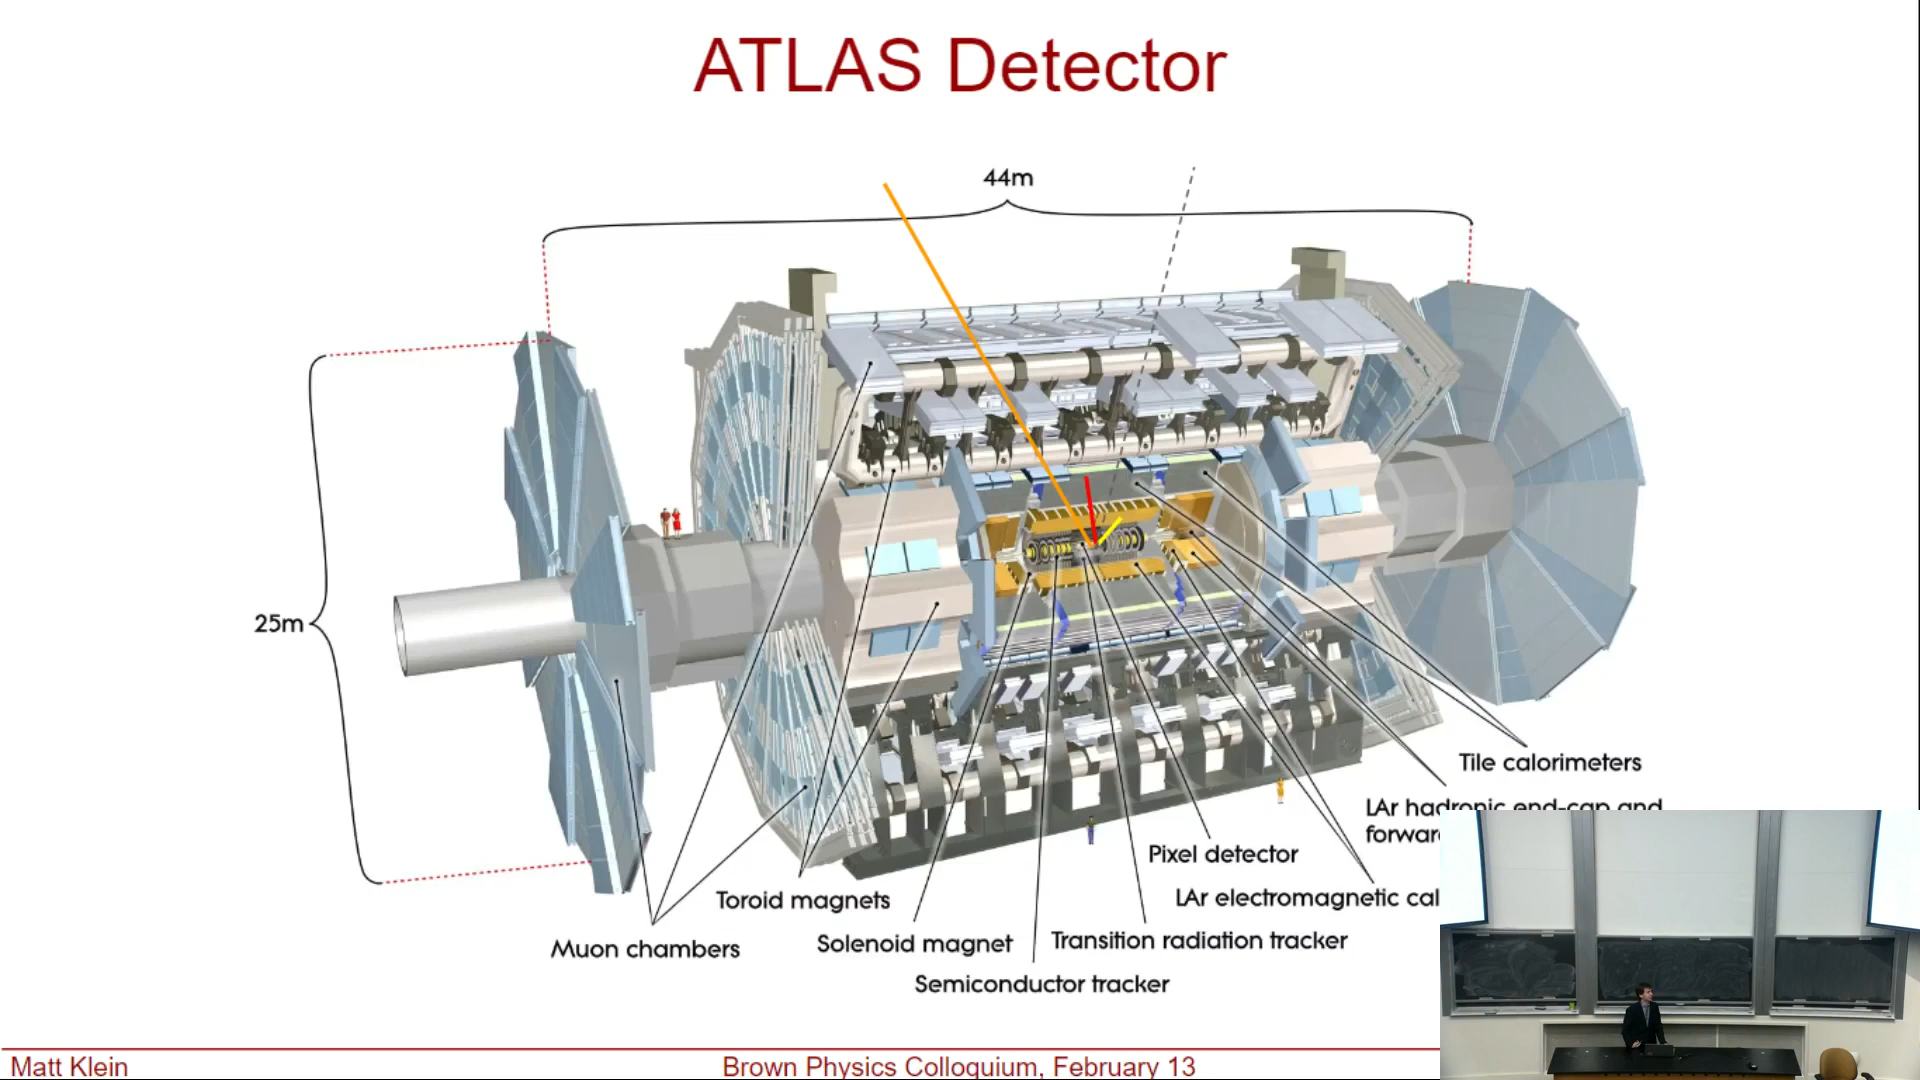 ATLAS Detector
44m
25m
Tile calorimeters
LAr hadronic end-cap and
forwar
Pixel detector
LAr electromagnetic cal
Toroid magnets
Transition radiation tracker
Solenoid magnet
Muon chambers
Semiconductor tracker
Matt Klein
Brown Physics Colloquium, February 13